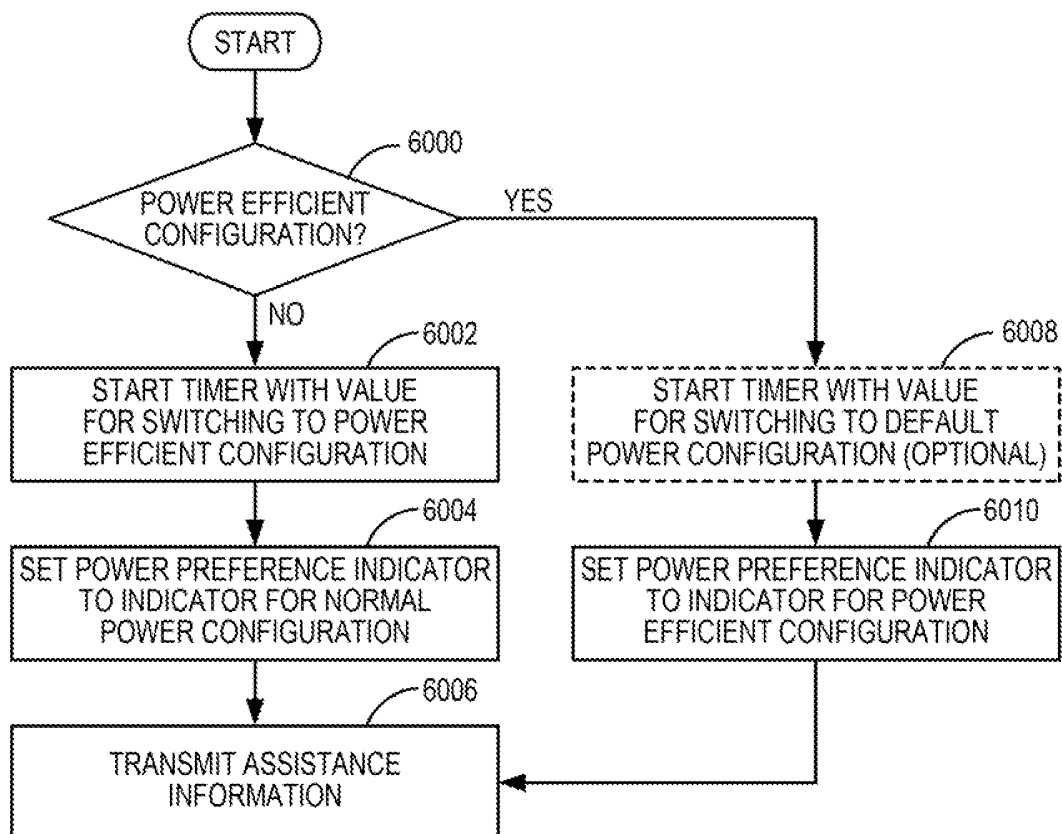 START
6000
POWER EFFICIENT
CONFIGURATION?
YES
NO
6002
START TIMER WITH VALUE
FOR SWITCHING TO POWER
EFFICIENT CONFIGURATION
6008
START TIMER WITH VALUE
FOR SWITCHING TO DEFAULT
POWER CONFIGURATION (OPTIONAL)
6004
SET POWER PREFERENCE INDICATOR
TO INDICATOR FOR NORMAL
POWER CONFIGURATION
6010
SET POWER PREFERENCE INDICATOR
TO INDICATOR FOR POWER
EFFICIENT CONFIGURATION
6006
TRANSMIT ASSISTANCE
INFORMATION